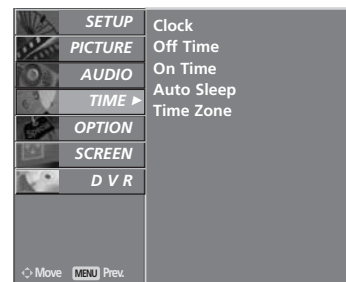 SETUP
PICTURE
AUDIO
TIME ►
OPTION
SCREEN
D V R
Clock
Off Time
On Time
Auto Sleep
Time Zone
Move MENU Prev.